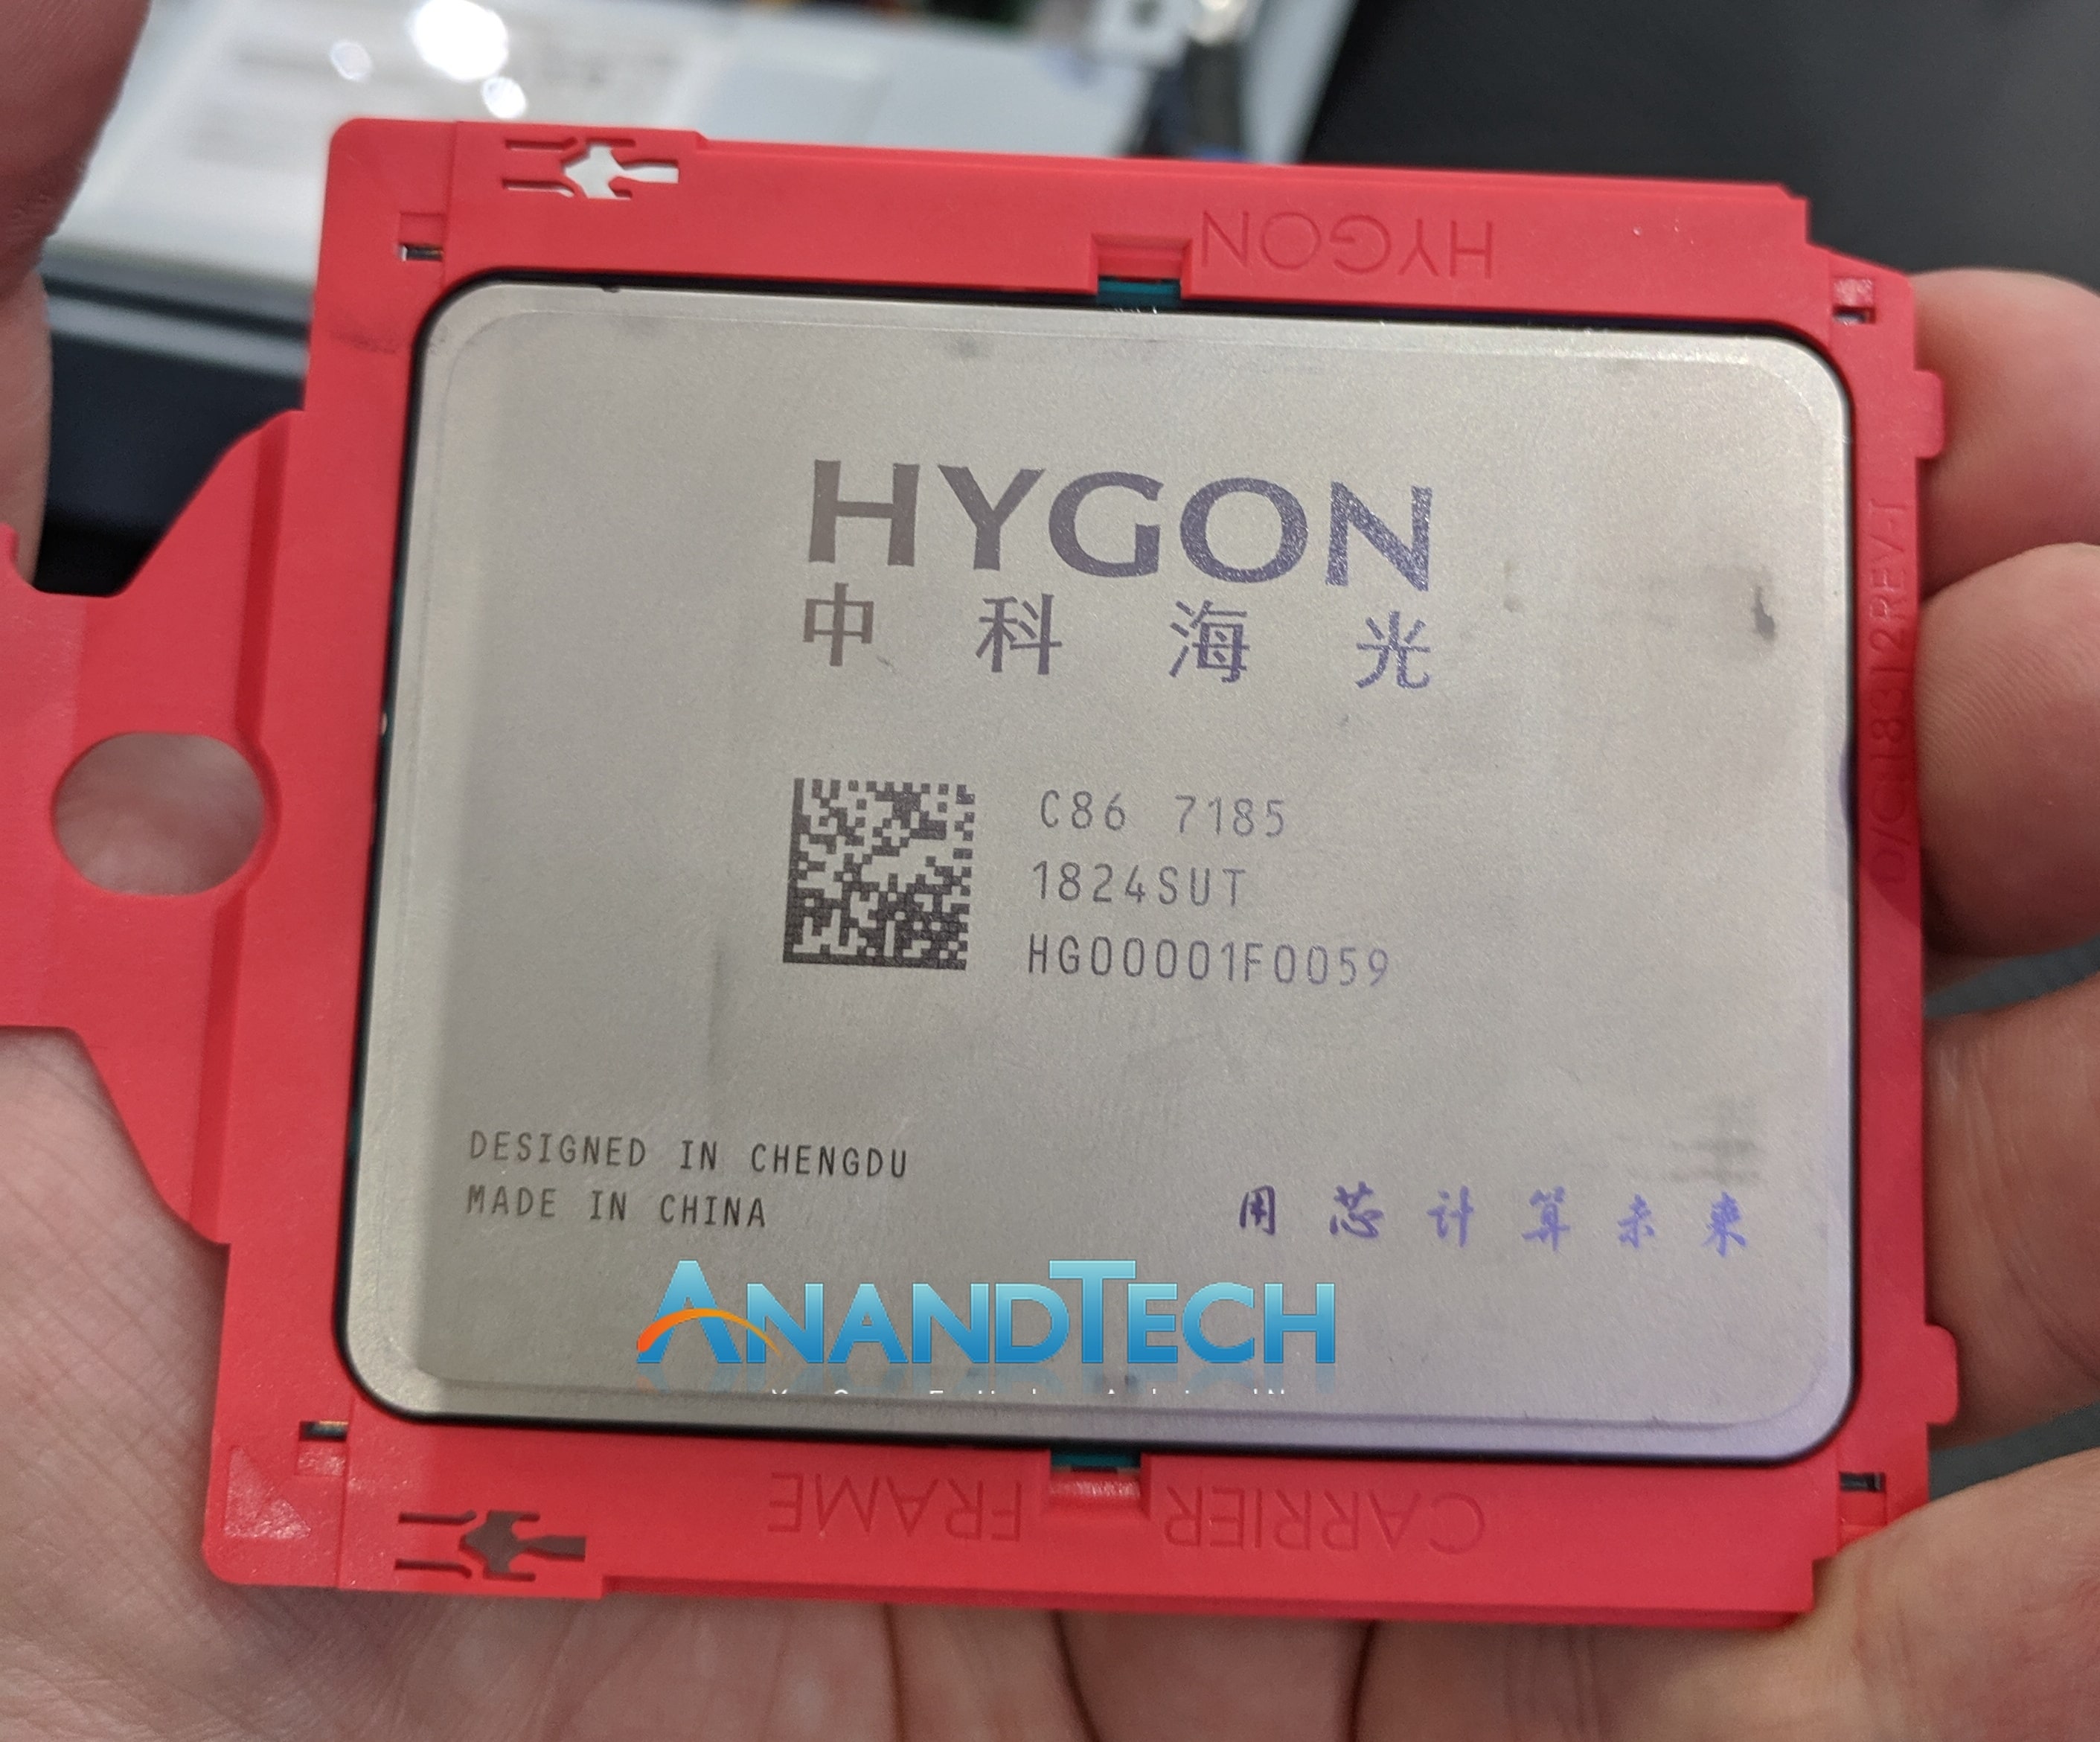 HYGON
HYGON
中科海光
C86 7185
1824SUT
HG00001F0059
DESIGNED IN CHENGDU
MADE IN CHINA
用芯计算未来
ANANDTECH
CARRIER FRAME